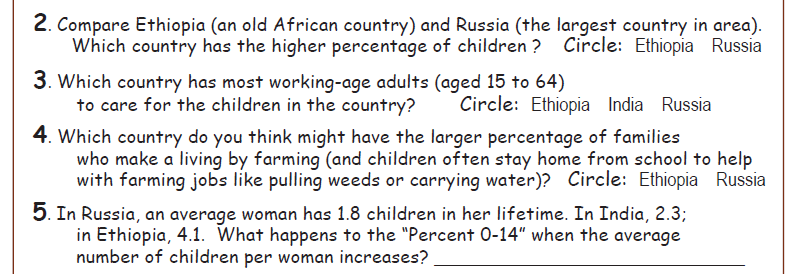 2. Compare Ethiopia (an old African country) and Russia (the largest country in area).
Which country has the higher percentage of children ? Circle: Ethiopia Russia
3. Which country has most working-age adults (aged 15 to 64)
to care for the children in the country? Circle: Ethiopia India Russia
4. Which country do you think might have the larger percentage of families
who make a living by farming (and children often stay home from school to help
with farming jobs like pulling weeds or carrying water)? Circle: Ethiopia Russia
5. In Russia, an average woman has 1.8 children in her lifetime. In India, 2.3;
in Ethiopia, 4.1. What happens to the “Percent 0-14” when the average
number of children per woman increases? ______________________________